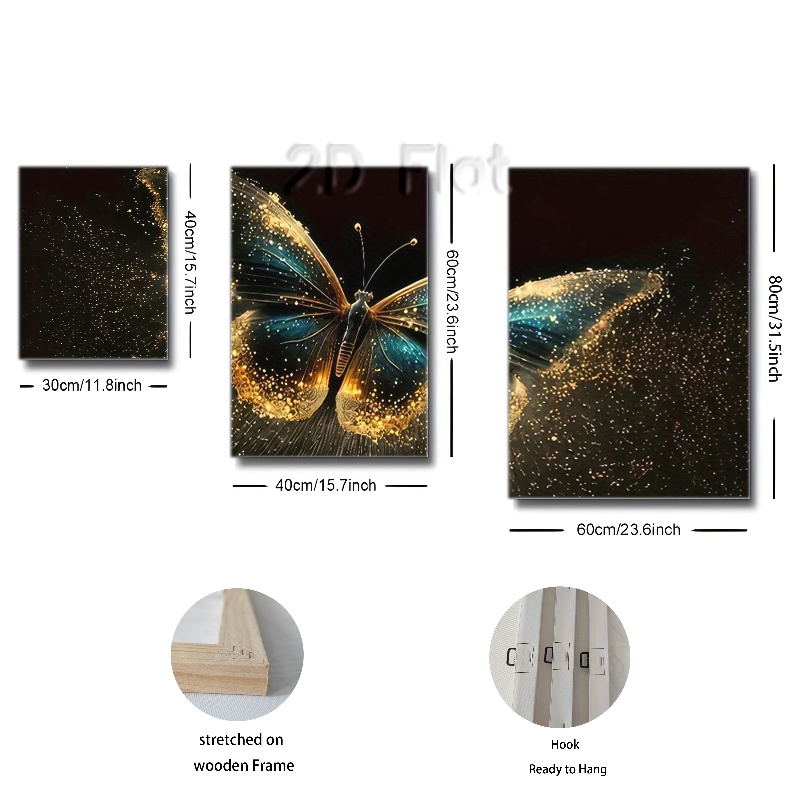 2D Flat
40cm/15.7inch
60cm/23.6inch
80cm/31.5inch
30cm/11.8inch
40cm/15.7inch
60cm/23.6inch
stretched on
wooden Frame
Hook
Ready to Hang